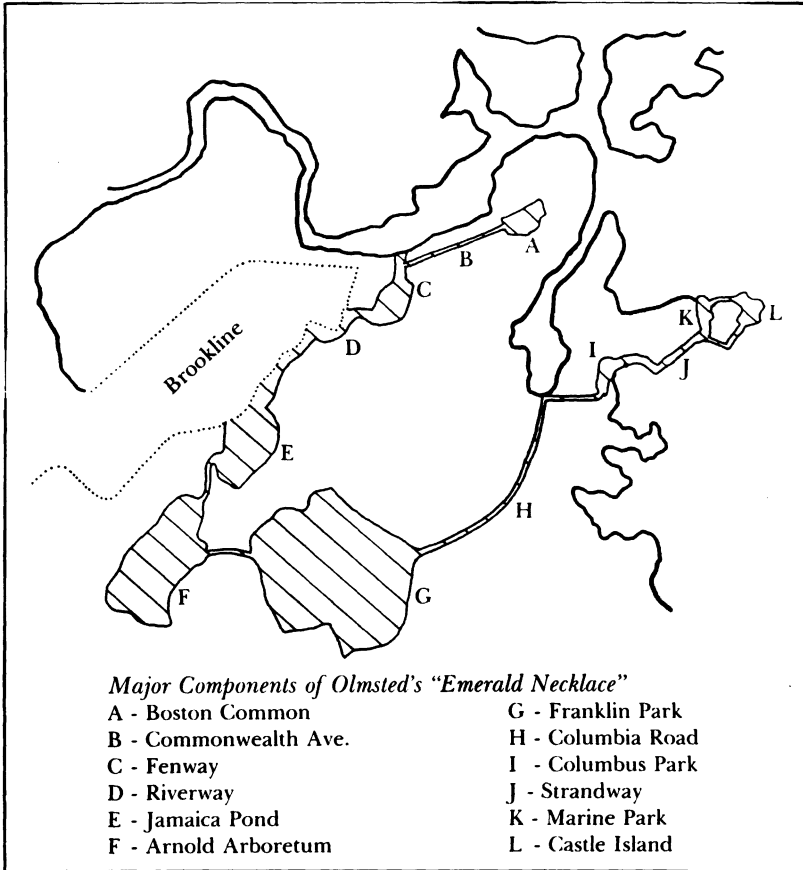 A
B
C
K
L
D
I
J
Brookline
E
H
F
G
Major Components of Olmsted's "Emerald Necklace"
A - Boston Common
B - Commonwealth Ave.
C - Fenway
D - Riverway
E - Jamaica Pond
F - Arnold Arboretum
G - Franklin Park
H - Columbia Road
I - Columbus Park
J - Strandway
K - Marine Park
L - Castle Island